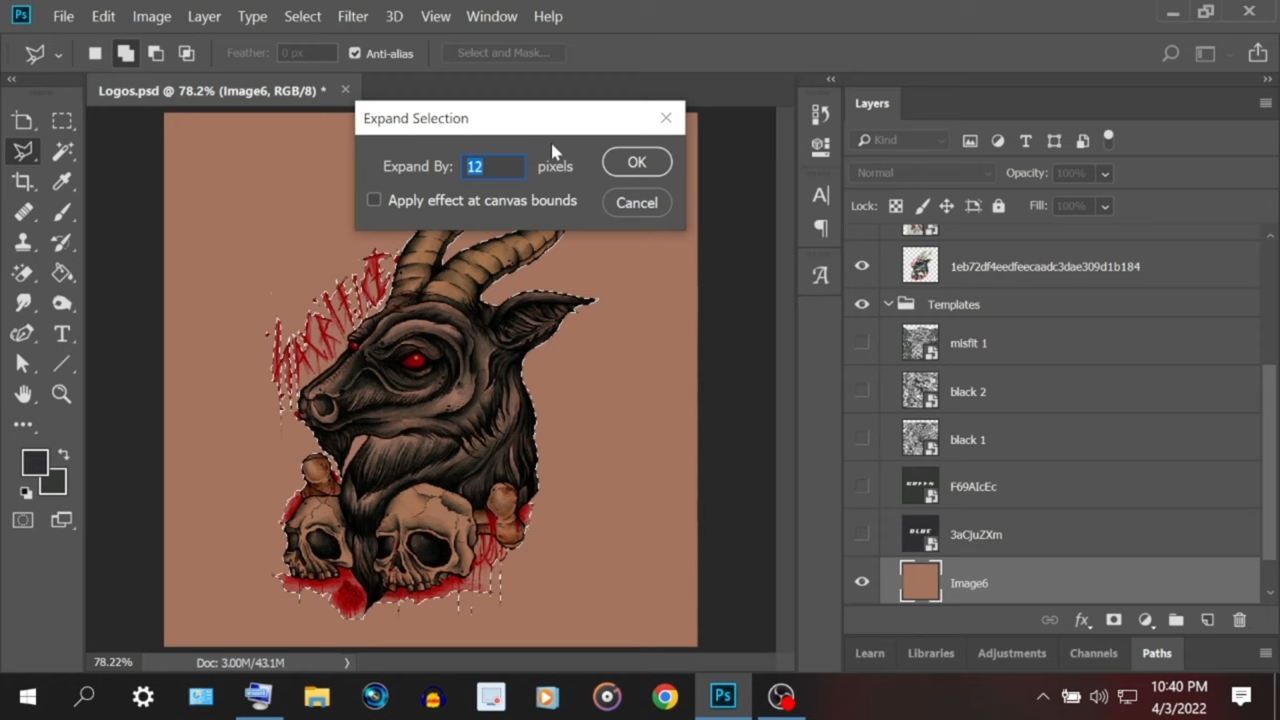 Ps File Edit Image Layer Type Select Filter 3D View Window Help
Feather: 0 px Anti-alias Select and Mask...
Logos.psd @ 78.2% (Image6, RGB/8) *
Expand Selection
Expand By: 12 pixels OK
Apply effect at canvas bounds Cancel
SACRIFICE
78.22% Doc: 3.00M/43.1M
Layers
Kind
Normal Opacity: 100%
Lock: Fill: 100%
1eb72df4eedfeecaadc3dae309d1b184
Templates
misfit 1
black 2
black 1
F69AIcEc
3aCJuZXm
Image6
Learn Libraries Adjustments Channels Paths
Ps
10:40 PM
4/3/2022